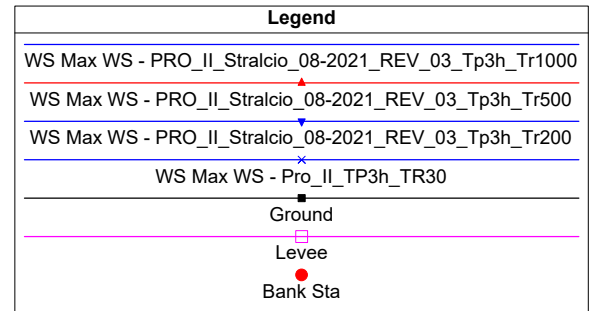 Legend
WS Max WS - PRO_II_Stralcio_08-2021_REV_03_Tp3h_Tr1000
WS Max WS - PRO_II_Stralcio_08-2021_REV_03_Tp3h_Tr500
WS Max WS - PRO_II_Stralcio_08-2021_REV_03_Tp3h_Tr200
WS Max WS - Pro_II_TP3h_TR30
Ground
Levee
Bank Sta